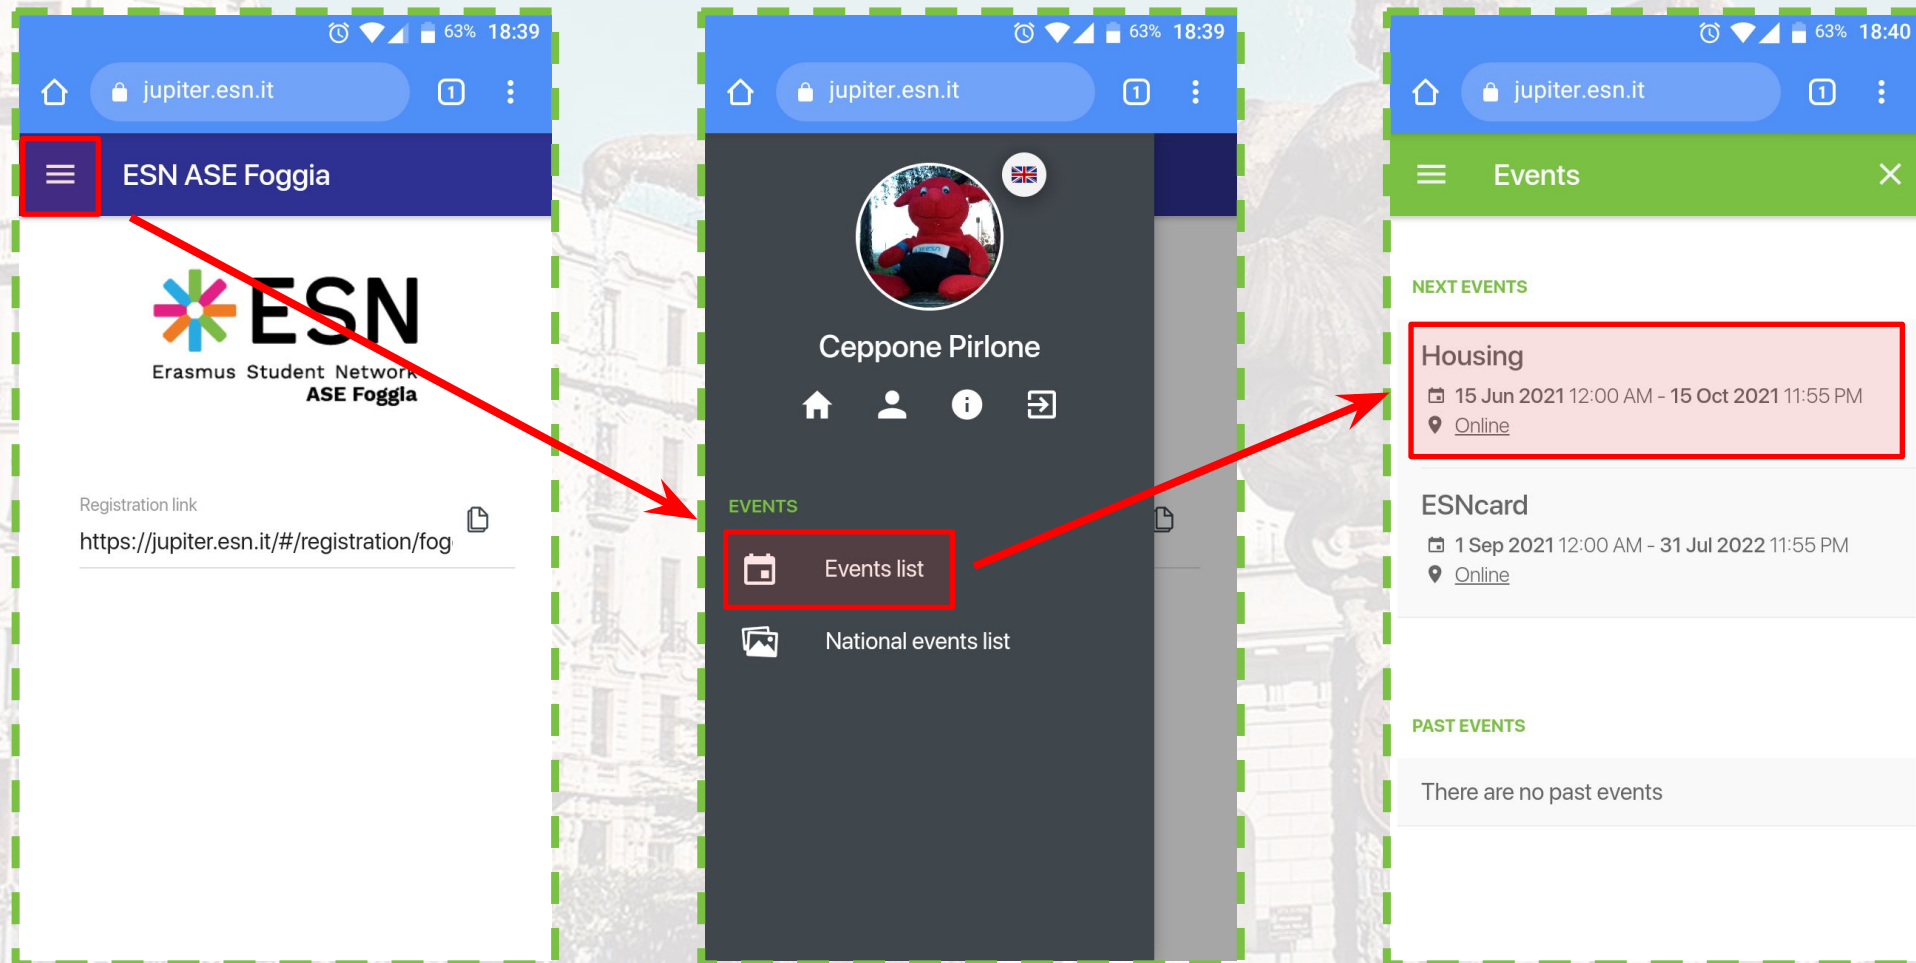 63% 18:39
jupiter.esn.it
1
ESN ASE Foggia
ESN
Erasmus Student Network
ASE Foggia
Registration link
https://jupiter.esn.it/#/registration/fog
63% 18:39
jupiter.esn.it
1
Ceppone Pirlone
EVENTS
Events list
National events list
63% 18:40
jupiter.esn.it
1
Events
NEXT EVENTS
Housing
15 Jun 2021 12:00 AM - 15 Oct 2021 11:55 PM
Online
ESNcard
1 Sep 2021 12:00 AM - 31 Jul 2022 11:55 PM
Online
PAST EVENTS
There are no past events